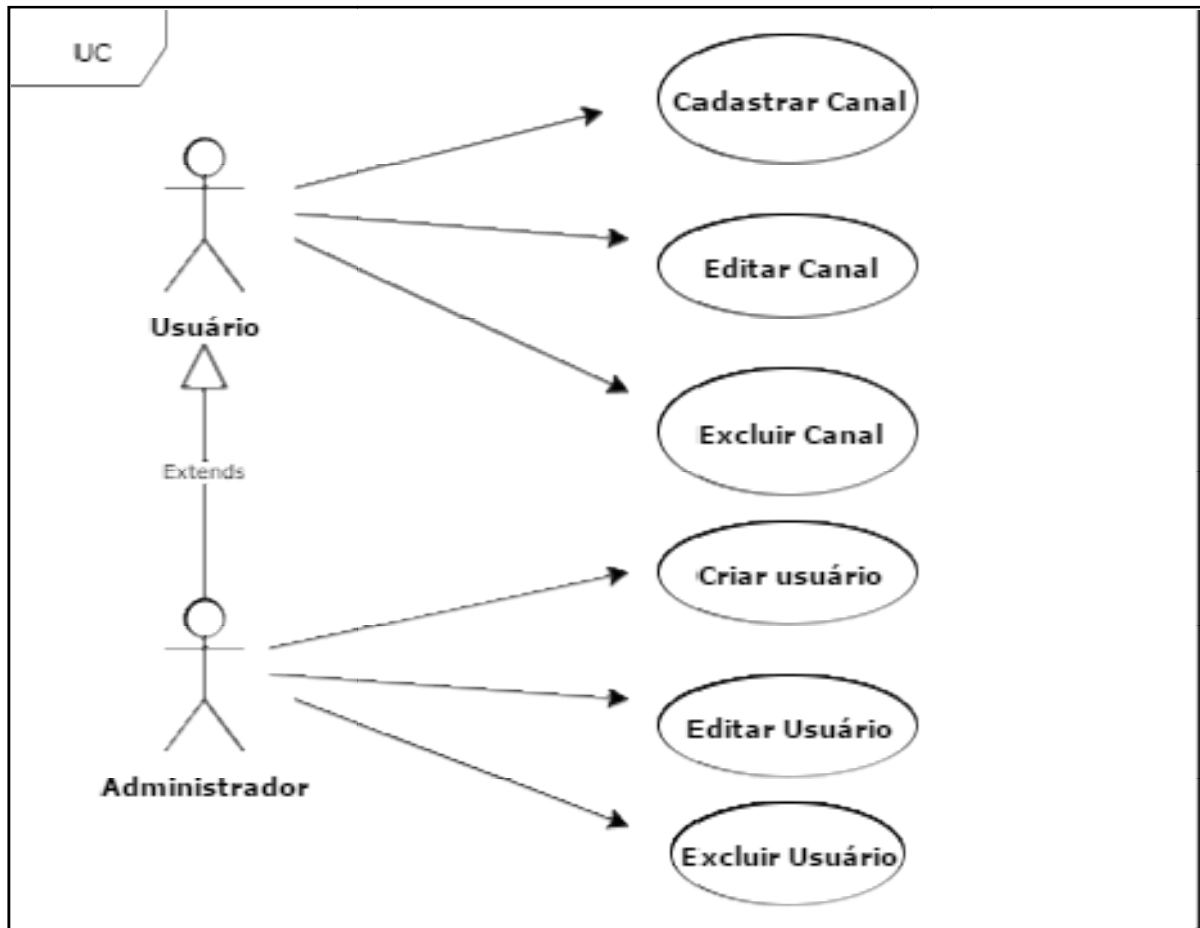 UC
Cadastrar Canal
Editar Canal
Usuário
Excluir Canal
Extends
Criar usuário
Editar Usuário
Administrador
Excluir Usuário